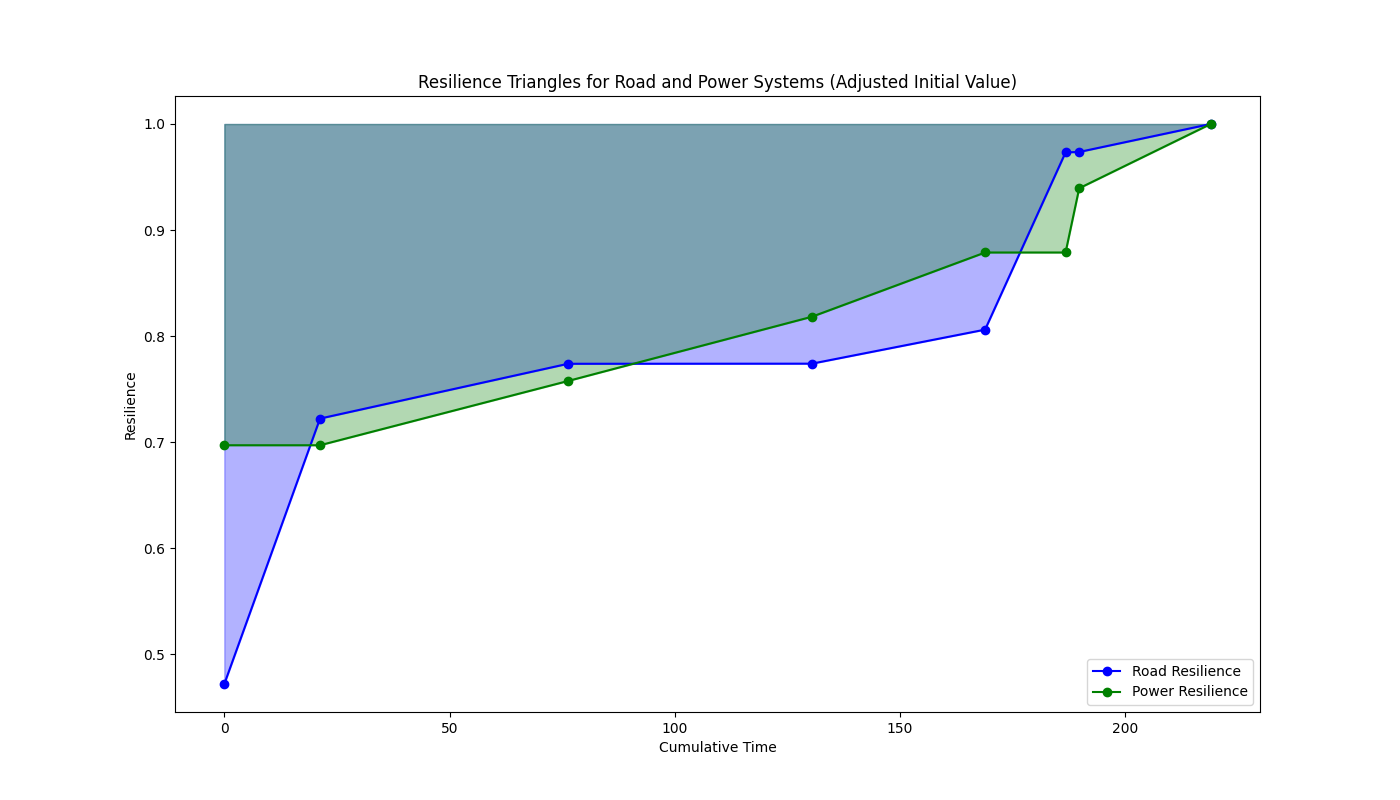 Resilience Triangles for Road and Power Systems (Adjusted Initial Value)
1.0
0.9
0.8
0.7
0.6
0.5
Resilience
0
50
100
150
200
Cumulative Time
Road Resilience
Power Resilience